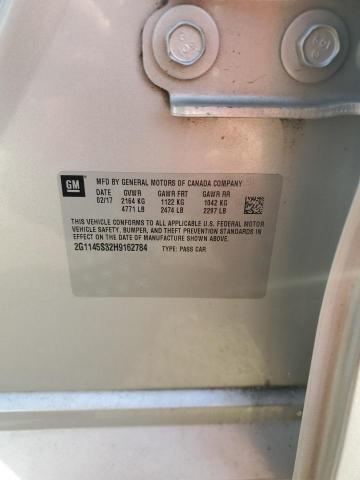 GM
MFD BY GENERAL MOTORS OF CANADA COMPANY
DATE GVWR GAWR FRT GAWR RR
02/17 2164 KG 1122 KG 1042 KG
4771 LB 2474 LB 2297 LB
THIS VEHICLE CONFORMS TO ALL APPLICABLE U.S. FEDERAL MOTOR
VEHICLE SAFETY, BUMPER, AND THEFT PREVENTION STANDARDS
IN EFFECT ON THE DATE OF MANUFACTURE SHOWN ABOVE.
2G1145S32H9162784 TYPE: PASS CAR